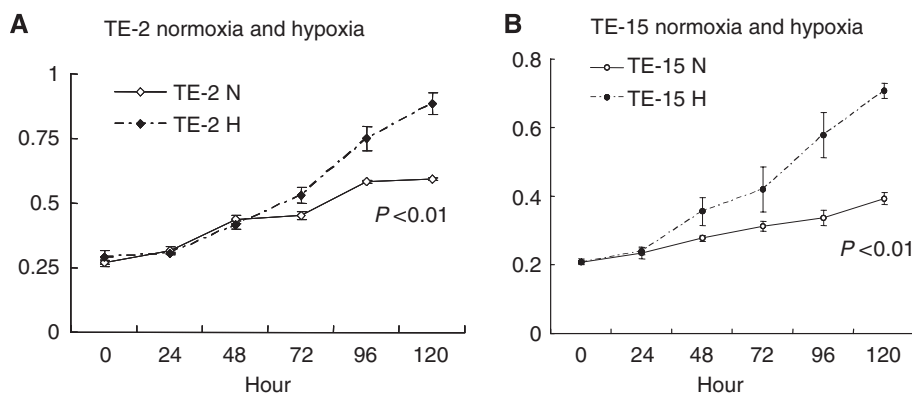 A
TE-2 normoxia and hypoxia
1
0.75
0.5
0.25
0
TE-2 N
TE-2 H
P<0.01
0 24 48 72 96 120
Hour
B
TE-15 normoxia and hypoxia
0.8
0.6
0.4
0.2
0
TE-15 N
TE-15 H
P<0.01
0 24 48 72 96 120
Hour